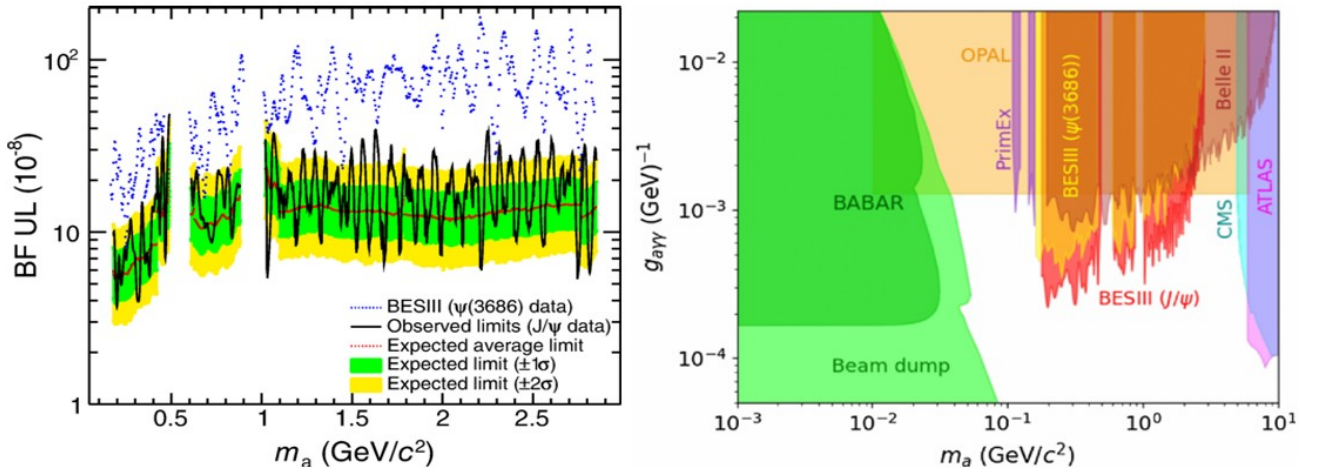 BF UL (10⁻⁸)
10²
10
1
0.5
1
1.5
2
2.5
mₐ (GeV/c²)
BESIII (ψ(3686) data)
Observed limits (J/ψ data)
Expected average limit
Expected limit (±1σ)
Expected limit (±2σ)
g_aγγ (GeV)⁻¹
10⁻²
10⁻³
10⁻⁴
10⁻³
10⁻²
10⁻¹
10⁰
10¹
mₐ (GeV/c²)
OPAL
PrimEx
BESIII (ψ(3686))
Belle II
BABAR
CMS
ATLAS
BESIII (J/ψ)
Beam dump